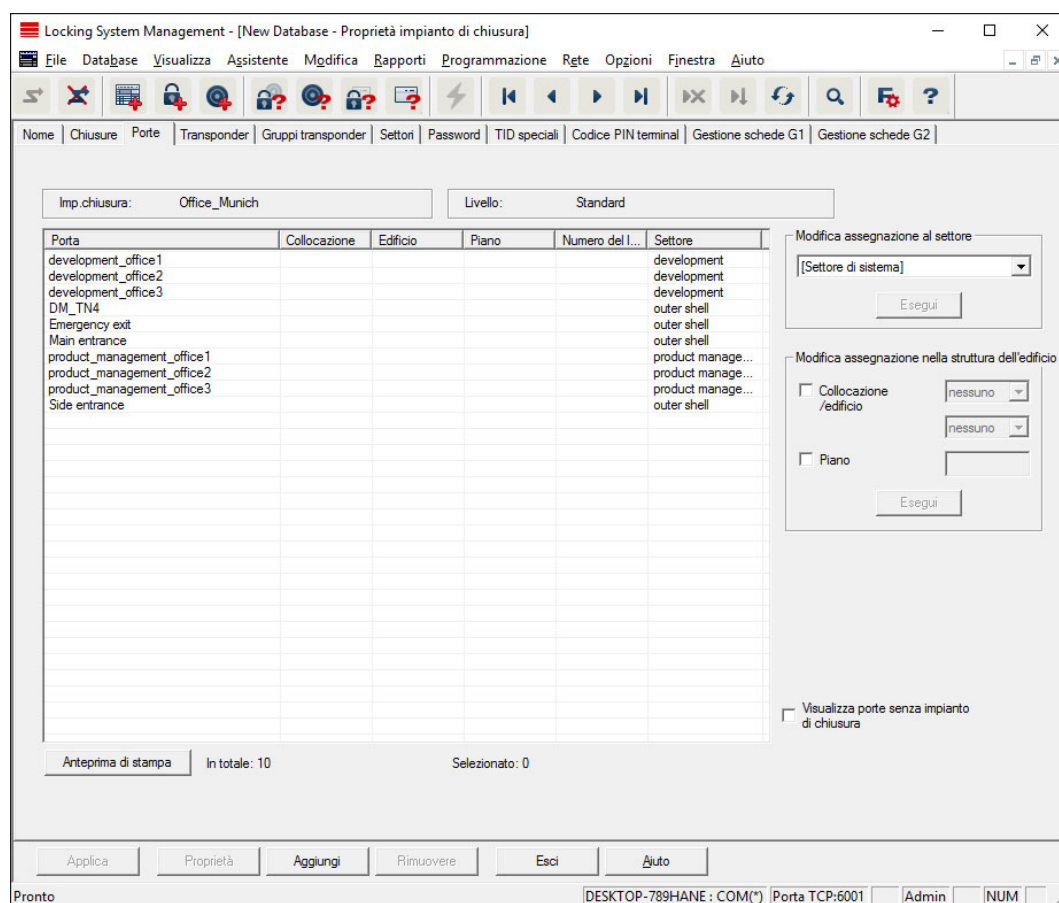 Locking System Management - [New Database - Proprietà impianto di chiusura]
File Database Visualizza Assistente Modifica Rapporti Programmazione Rete Opzioni Finestra Aiuto
Nome Chiusure Porte Transponder Gruppi transponder Settori Password TID speciali Codice PIN terminal Gestione schede G1 Gestione schede G2
Imp.chiusura: Office_Munich Livello: Standard
Porta Collocazione Edificio Piano Numero del l... Settore
development_office1 development
development_office2 development
development_office3 development
DM_TN4 outer shell
Emergency exit outer shell
Main entrance outer shell
product_management_office1 product manage...
product_management_office2 product manage...
product_management_office3 product manage...
Side entrance outer shell
Modifica assegnazione al settore
[Settore di sistema]
Esegui
Modifica assegnazione nella struttura dell'edificio
Collocazione
/edificio
nessuno
nessuno
Piano
Esegui
Visualizza porte senza impianto
di chiusura
Anteprima di stampa In totale: 10 Selezionato: 0
Applica Proprietà Aggiungi Rimuovere Esci Aiuto
Pronto DESKTOP-789HANE : COM(*) Porta TCP:6001 Admin NUM